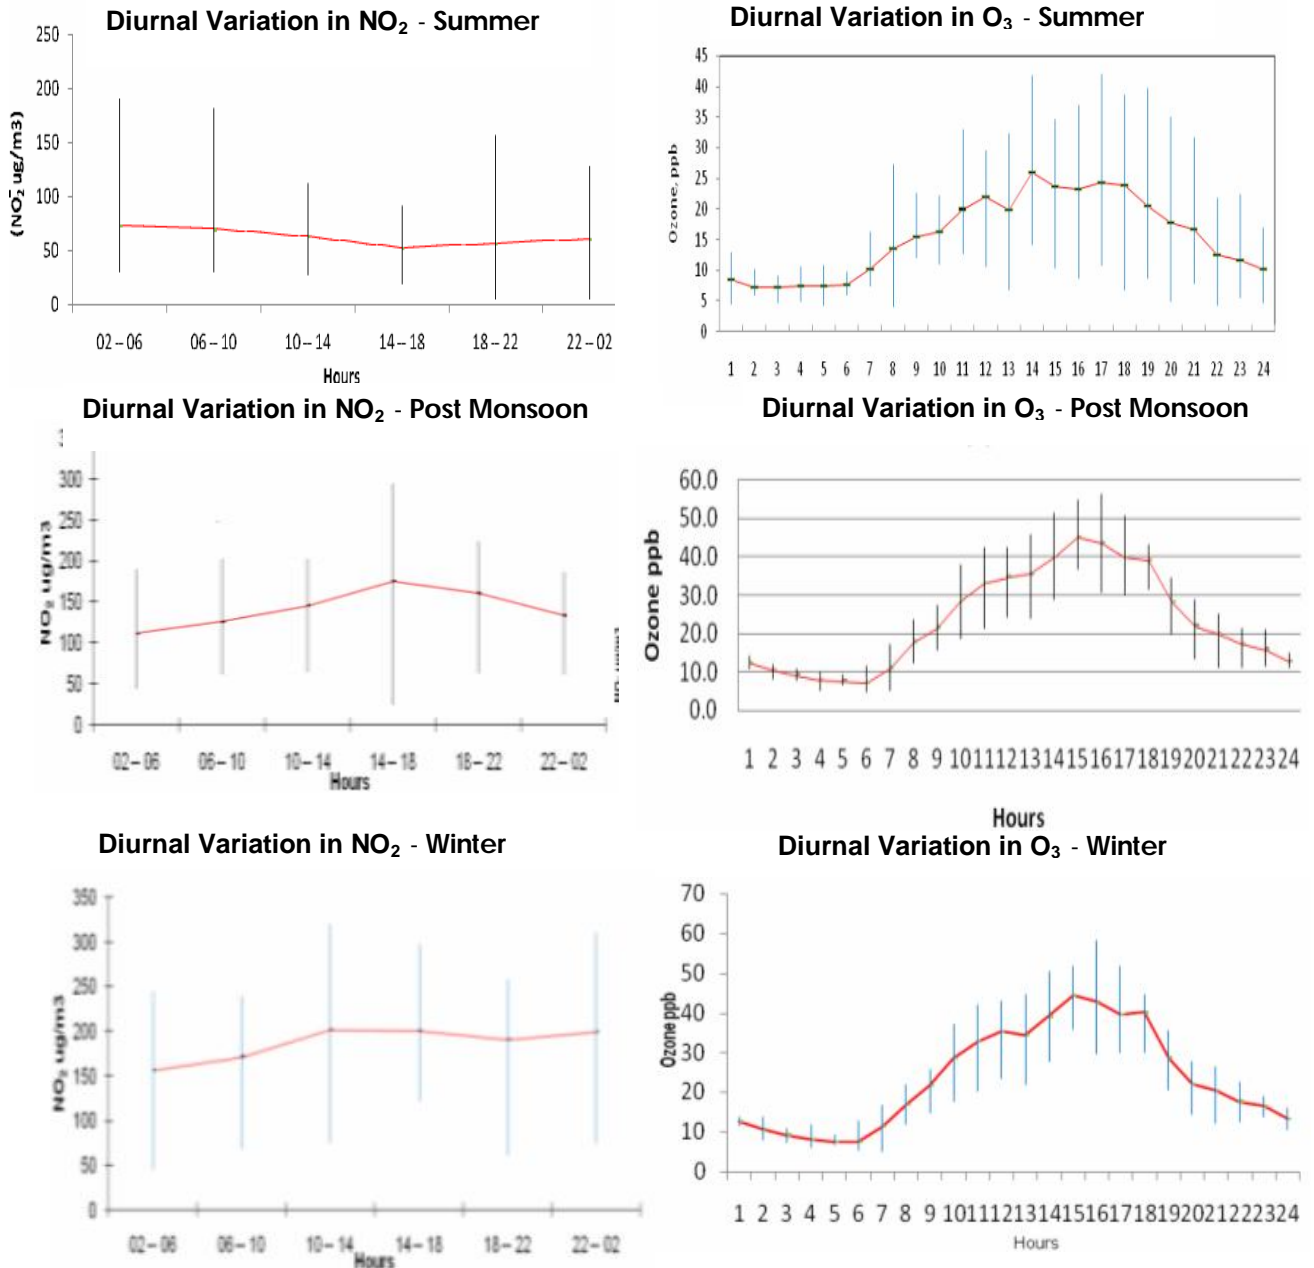 Diurnal Variation in NO₂ - Summer
250
200
150
100
50
0
(NO₂ ug/m3)
02 – 06 06 – 10 10 – 14 14 – 18 18 – 22 22 – 02
Hours
Diurnal Variation in O₃ - Summer
45
40
35
30
25
20
15
10
5
0
Ozone, ppb
1 2 3 4 5 6 7 8 9 10 11 12 13 14 15 16 17 18 19 20 21 22 23 24
Diurnal Variation in NO₂ - Post Monsoon
300
250
200
150
100
50
0
NO₂ ug/m3
02 – 06 06 – 10 10 – 14 14 – 18 18 – 22 22 – 02
Hours
Diurnal Variation in O₃ - Post Monsoon
60.0
50.0
40.0
30.0
20.0
10.0
0.0
Ozone ppb
1 2 3 4 5 6 7 8 9 10 11 12 13 14 15 16 17 18 19 20 21 22 23 24
Hours
Diurnal Variation in NO₂ - Winter
350
300
250
200
150
100
50
0
NO₂ ug/m3
02 – 06 06 – 10 10 – 14 14 – 18 18 – 22 22 – 02
Hours
Diurnal Variation in O₃ - Winter
70
60
50
40
30
20
10
0
Ozone ppb
1 2 3 4 5 6 7 8 9 10 11 12 13 14 15 16 17 18 19 20 21 22 23 24
Hours